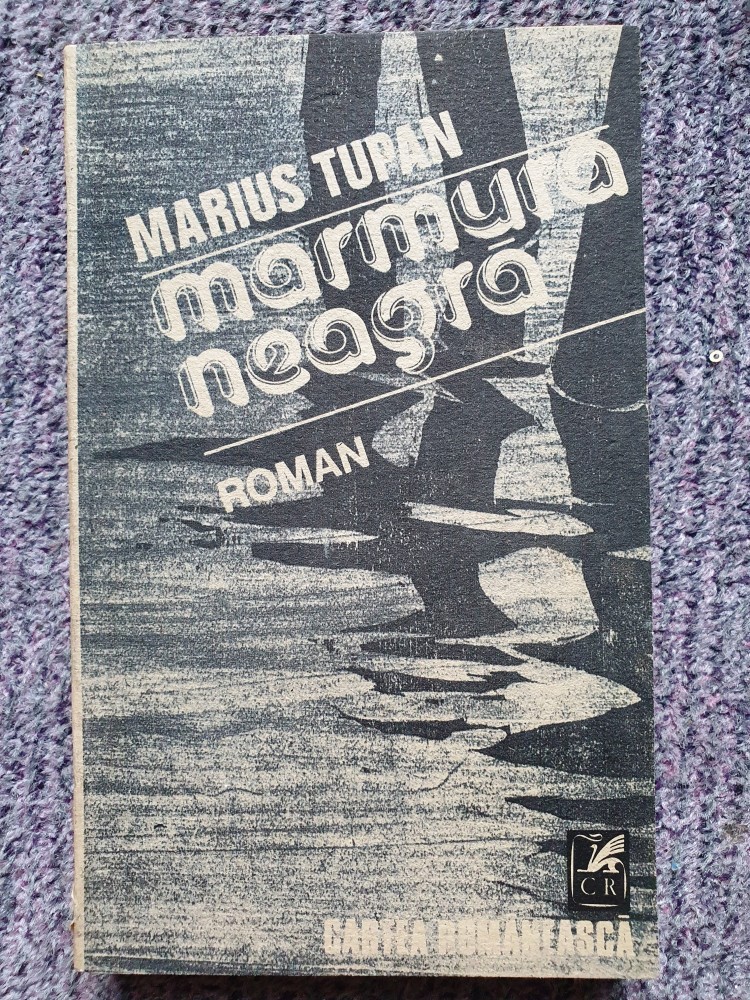 MARIUS TUPAN
marmura
neagră
ROMAN
CR
CARTEA ROMÂNEASCĂ